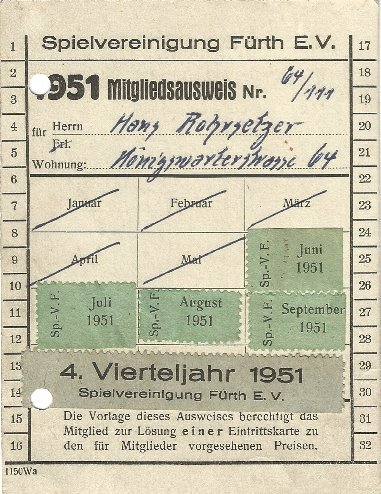 Spielvereinigung Fürth E.V.
1951 Mitgliedsausweis Nr. 64/111
für Herrn Hans Rohrsetzer
Frl.
Wohnung: Königswarterstrasse 64
Januar Februar März
April Mai Sp.-V. F. Juni 1951
Sp.-V. F. Juli 1951 Sp.-V. F. August 1951 Sp.-V. F. September 1951
4. Vierteljahr 1951
Spielvereinigung Fürth E. V.
Die Vorlage dieses Ausweises berechtigt das
Mitglied zur Lösung einer Eintrittskarte zu
den für Mitglieder vorgesehenen Preisen.
1 2 3 4 5 6 7 8 9 10 11 12 13 14 15 16
17 18 19 20 21 22 23 24 25 26 27 28 29 30 31 32
1150Wa